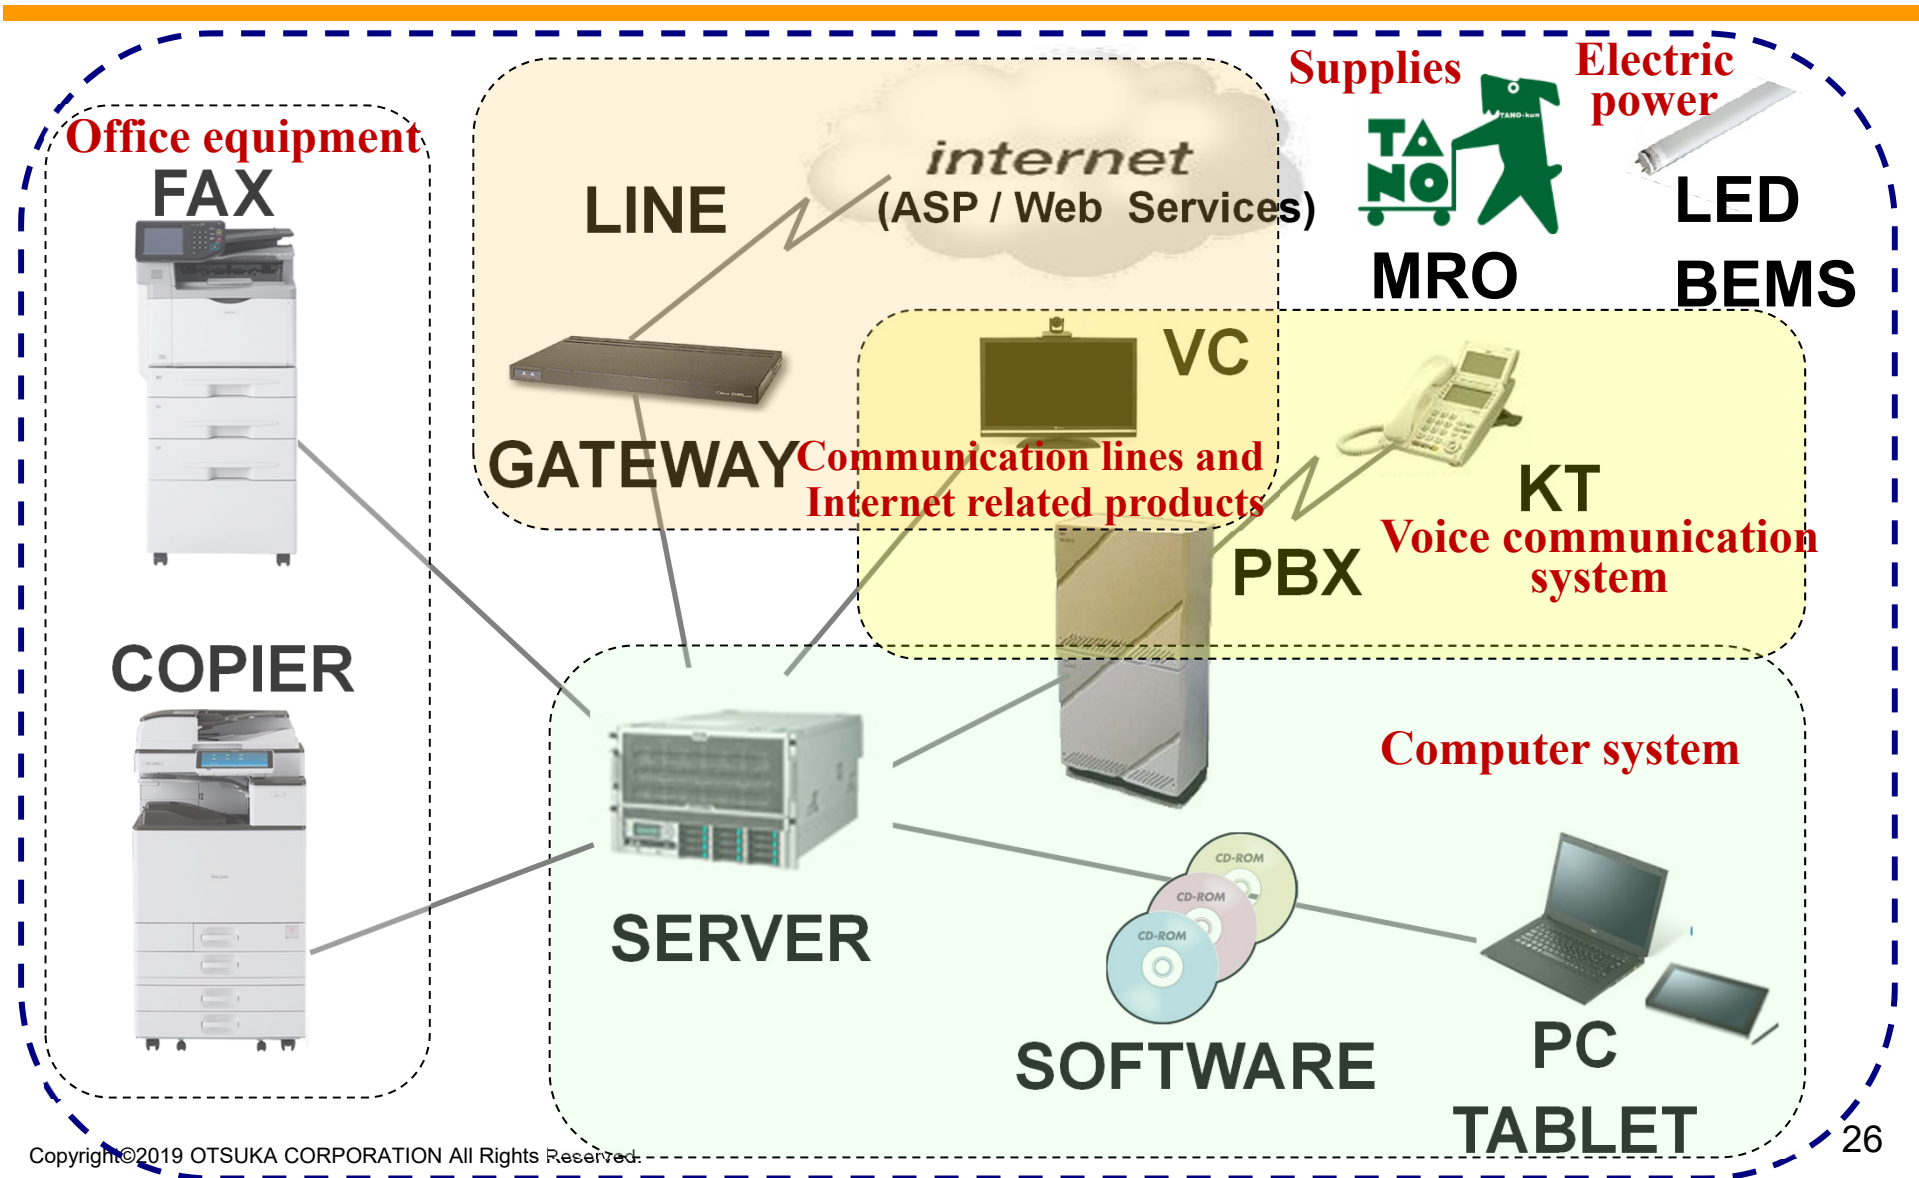 Office equipment
FAX
COPIER
LINE
internet
(ASP / Web Services)
GATEWAY
Communication lines and
Internet related products
Supplies
TANO-kun
TA
NO
MRO
Electric
power
LED
BEMS
VC
KT
PBX
Voice communication
system
Computer system
SERVER
CD-ROM
CD-ROM
CD-ROM
SOFTWARE
PC
TABLET
Copyright©2019 OTSUKA CORPORATION All Rights Reserved.
26